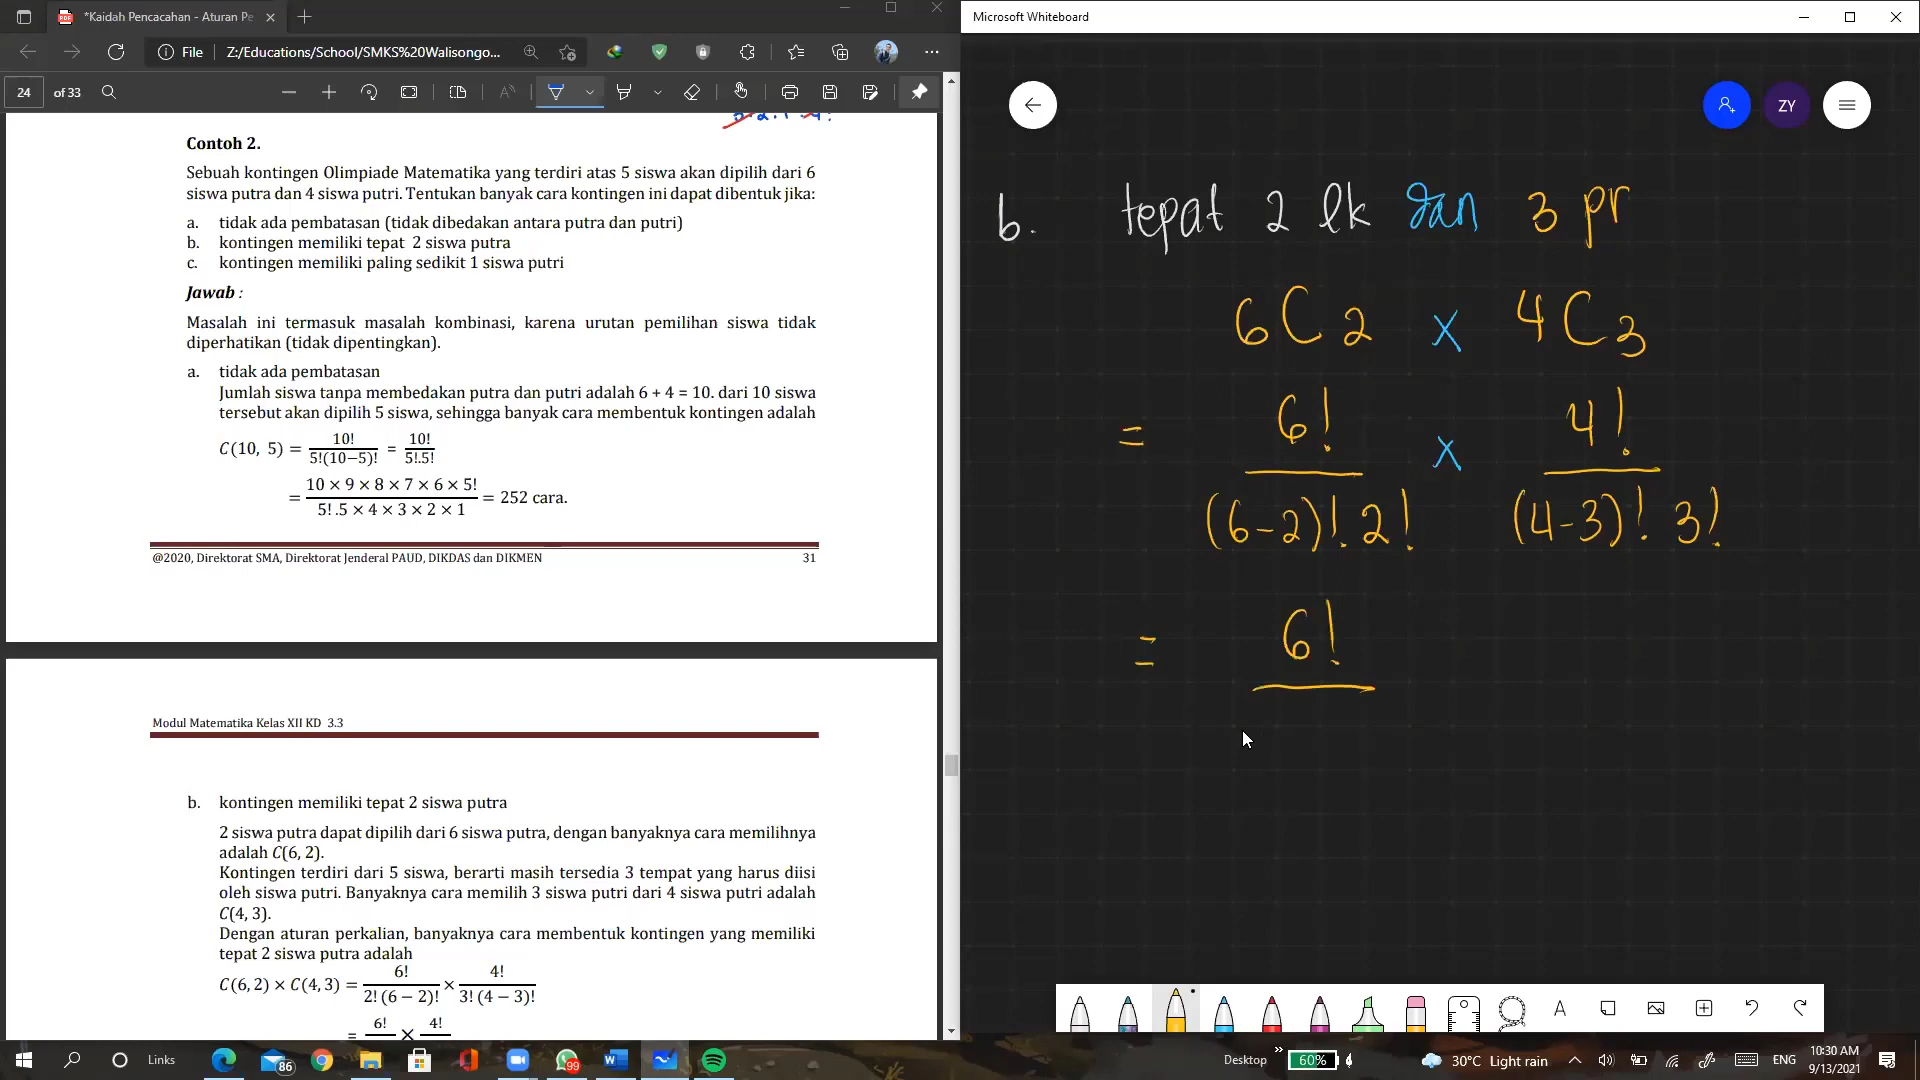 *Kaidah Pencacahan - Aturan Pe
File Z:/Educations/School/SMKS%20Walisongo...
24 of 33
Contoh 2.
Sebuah kontingen Olimpiade Matematika yang terdiri atas 5 siswa akan dipilih dari 6
siswa putra dan 4 siswa putri. Tentukan banyak cara kontingen ini dapat dibentuk jika:
a. tidak ada pembatasan (tidak dibedakan antara putra dan putri)
b. kontingen memiliki tepat 2 siswa putra
c. kontingen memiliki paling sedikit 1 siswa putri
Jawab :
Masalah ini termasuk masalah kombinasi, karena urutan pemilihan siswa tidak
diperhatikan (tidak dipentingkan).
a. tidak ada pembatasan
Jumlah siswa tanpa membedakan putra dan putri adalah 6 + 4 = 10. dari 10 siswa
tersebut akan dipilih 5 siswa, sehingga banyak cara membentuk kontingen adalah
C(10, 5) = 10!/5!(10−5)! = 10!/5!.5!
= 10 × 9 × 8 × 7 × 6 × 5!/5!.5 × 4 × 3 × 2 × 1 = 252 cara.
@2020, Direktorat SMA, Direktorat Jenderal PAUD, DIKDAS dan DIKMEN 31
Modul Matematika Kelas XII KD 3.3
b. kontingen memiliki tepat 2 siswa putra
2 siswa putra dapat dipilih dari 6 siswa putra, dengan banyaknya cara memilihnya
adalah C(6, 2).
Kontingen terdiri dari 5 siswa, berarti masih tersedia 3 tempat yang harus diisi
oleh siswa putri. Banyaknya cara memilih 3 siswa putri dari 4 siswa putri adalah
C(4, 3).
Dengan aturan perkalian, banyaknya cara membentuk kontingen yang memiliki
tepat 2 siswa putra adalah
C(6, 2) × C(4, 3) = 6!/2! (6 − 2)! × 4!/3! (4 − 3)!
= 6! × 4!
Microsoft Whiteboard
ZY
b. tepat 2 lk dan 3 pr
6C2 x 4C3
= 6!/(6-2)!.2! x 4!/(4-3)! 3!
= 6!
A
Links
86
99
Desktop
60%
30°C Light rain
ENG
10:30 AM
9/13/2021